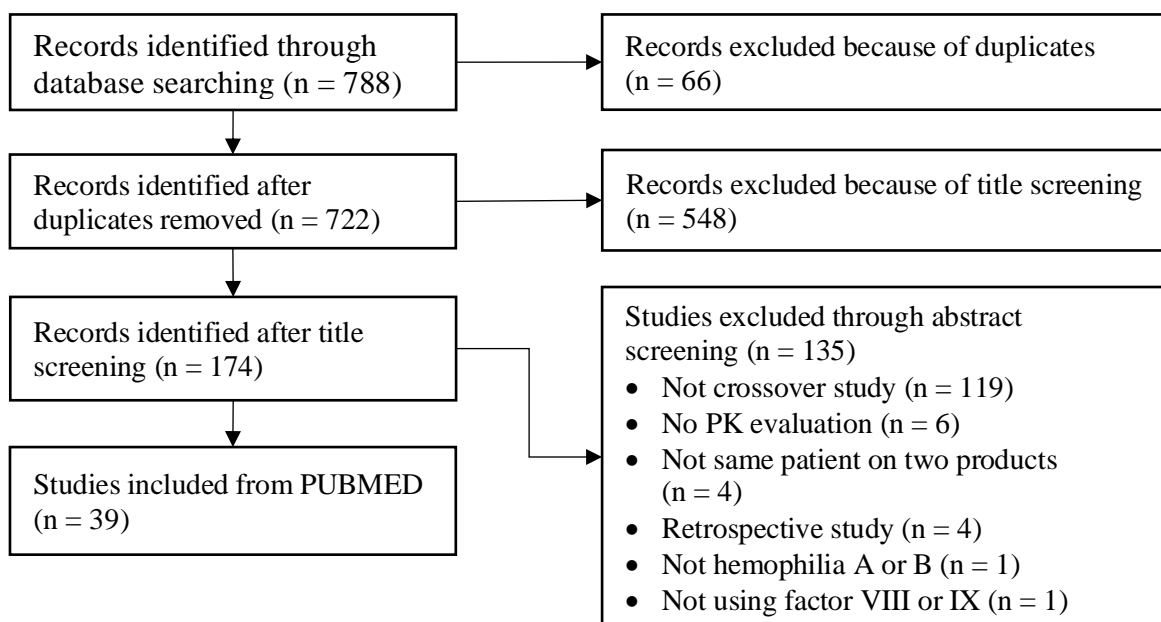 Records identified through
database searching (n = 788)
Records excluded because of duplicates
(n = 66)
Records identified after
duplicates removed (n = 722)
Records excluded because of title screening
(n = 548)
Records identified after title
screening (n = 174)
Studies excluded through abstract
screening (n = 135)
• Not crossover study (n = 119)
• No PK evaluation (n = 6)
• Not same patient on two products
(n = 4)
• Retrospective study (n = 4)
• Not hemophilia A or B (n = 1)
• Not using factor VIII or IX (n = 1)
Studies included from PUBMED
(n = 39)